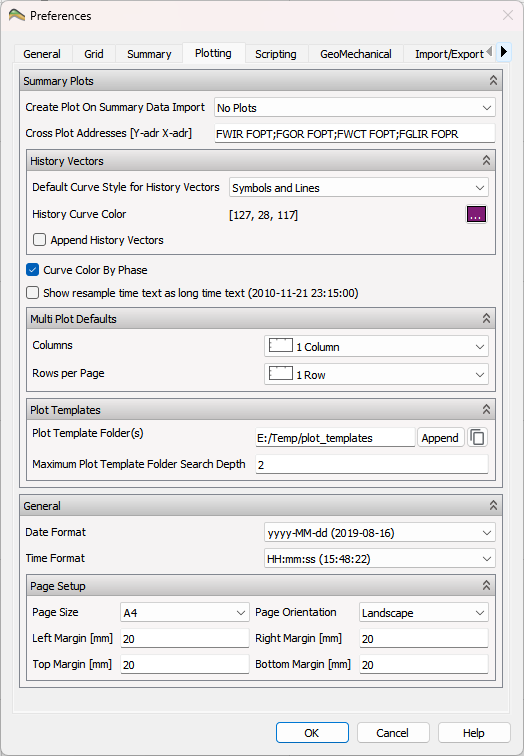 Preferences
General Grid Summary Plotting Scripting GeoMechanical Import/Export
Summary Plots
Create Plot On Summary Data Import No Plots
Cross Plot Addresses [Y-adr X-adr] FWIR FOPT;FGOR FOPT;FWCT FOPT;FGLIR FOPR
History Vectors
Default Curve Style for History Vectors Symbols and Lines
History Curve Color [127, 28, 117] ...
Append History Vectors
Curve Color By Phase
Show resample time text as long time text (2010-11-21 23:15:00)
Multi Plot Defaults
Columns 1 Column
Rows per Page 1 Row
Plot Templates
Plot Template Folder(s) E:/Temp/plot_templates Append
Maximum Plot Template Folder Search Depth 2
General
Date Format yyyy-MM-dd (2019-08-16)
Time Format HH:mm:ss (15:48:22)
Page Setup
Page Size A4 Page Orientation Landscape
Left Margin [mm] 20 Right Margin [mm] 20
Top Margin [mm] 20 Bottom Margin [mm] 20
OK Cancel Help